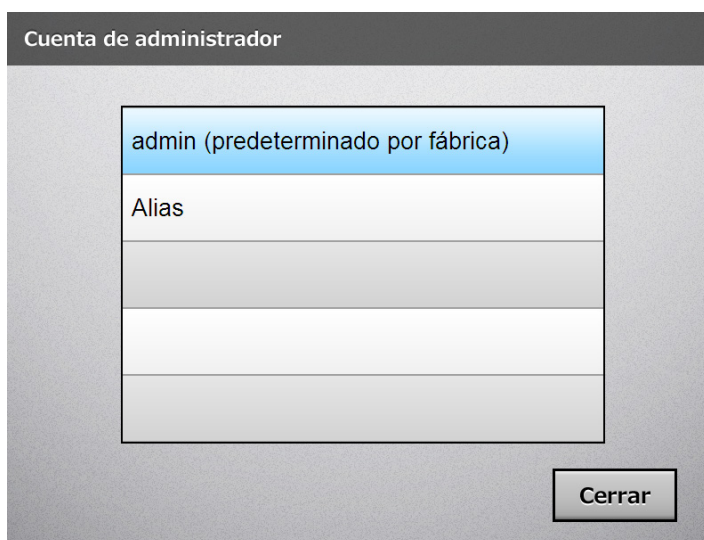 Cuenta de administrador
admin (predeterminado por fábrica)
Alias
Cerrar